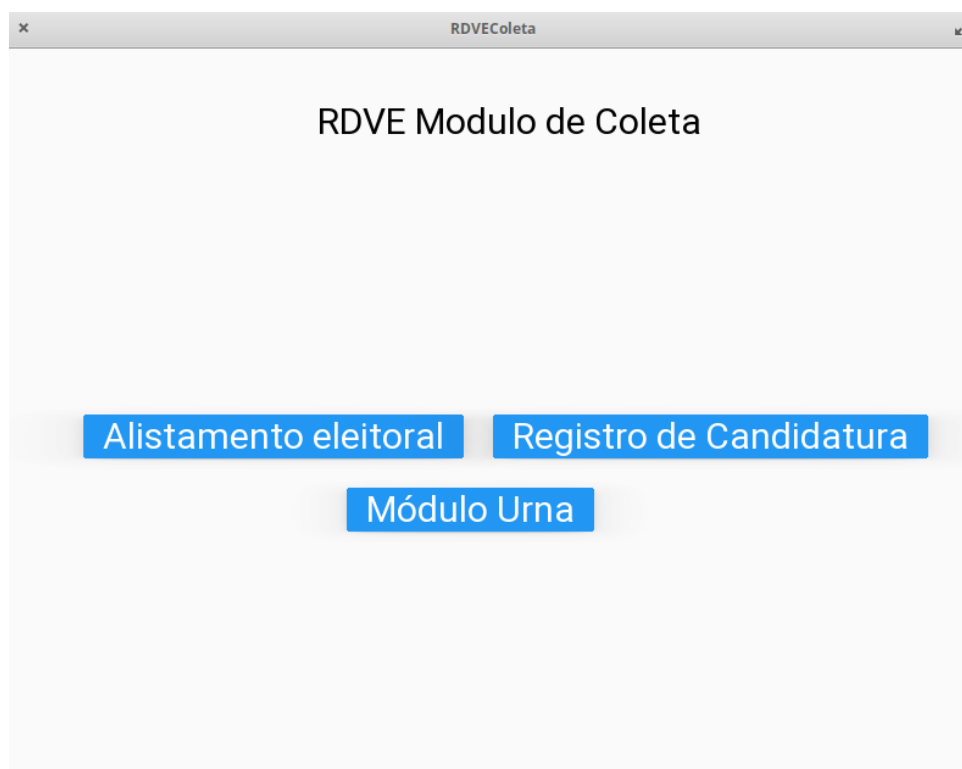 RDVEColeta
RDVE Modulo de Coleta
Alistamento eleitoral
Registro de Candidatura
Módulo Urna